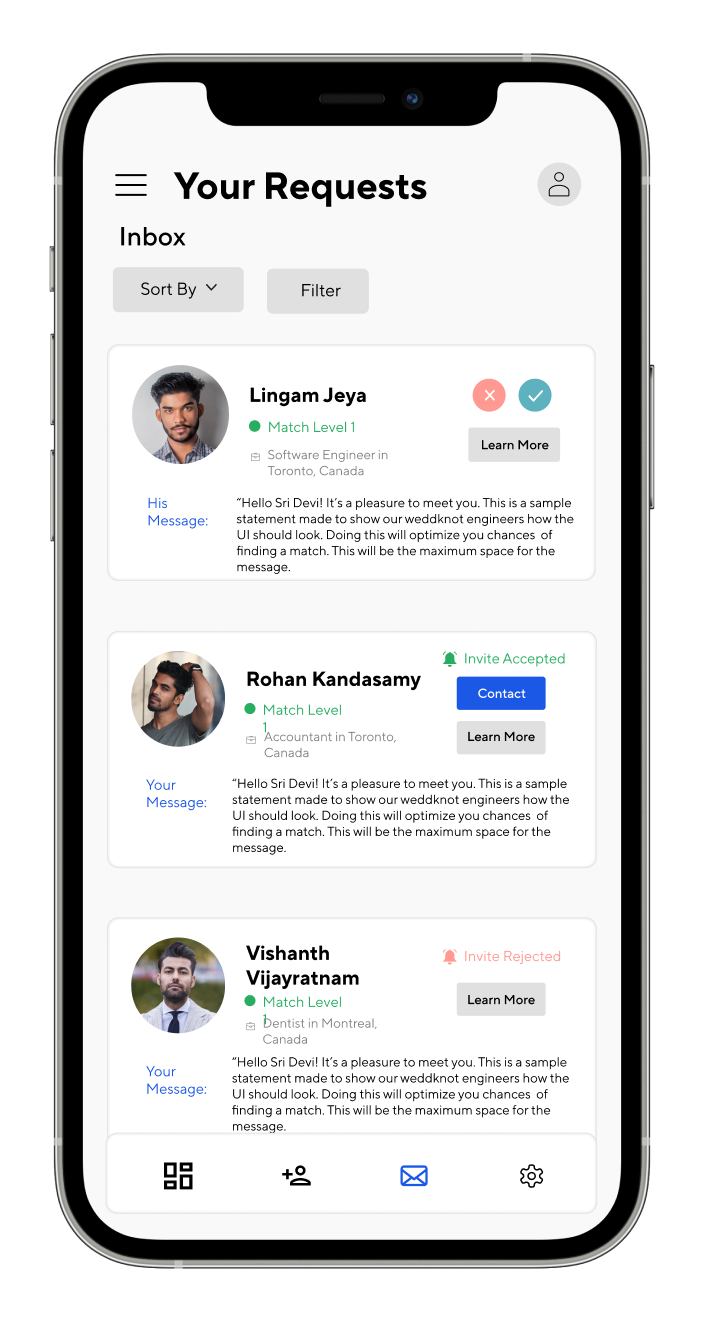 Your Requests
Inbox
Sort By
Filter
Lingam Jeya
Match Level 1
Software Engineer in
Toronto, Canada
Learn More
His
Message:
“Hello Sri Devi! It’s a pleasure to meet you. This is a sample
statement made to show our weddknot engineers how the
UI should look. Doing this will optimize you chances of
finding a match. This will be the maximum space for the
message.
Invite Accepted
Rohan Kandasamy
Contact
Match Level
1
Accountant in Toronto,
Canada
Learn More
Your
Message:
“Hello Sri Devi! It’s a pleasure to meet you. This is a sample
statement made to show our weddknot engineers how the
UI should look. Doing this will optimize you chances of
finding a match. This will be the maximum space for the
message.
Vishanth
Vijayratnam
Invite Rejected
Match Level
1
Dentist in Montreal,
Canada
Learn More
Your
Message:
“Hello Sri Devi! It’s a pleasure to meet you. This is a sample
statement made to show our weddknot engineers how the
UI should look. Doing this will optimize you chances of
finding a match. This will be the maximum space for the
message.